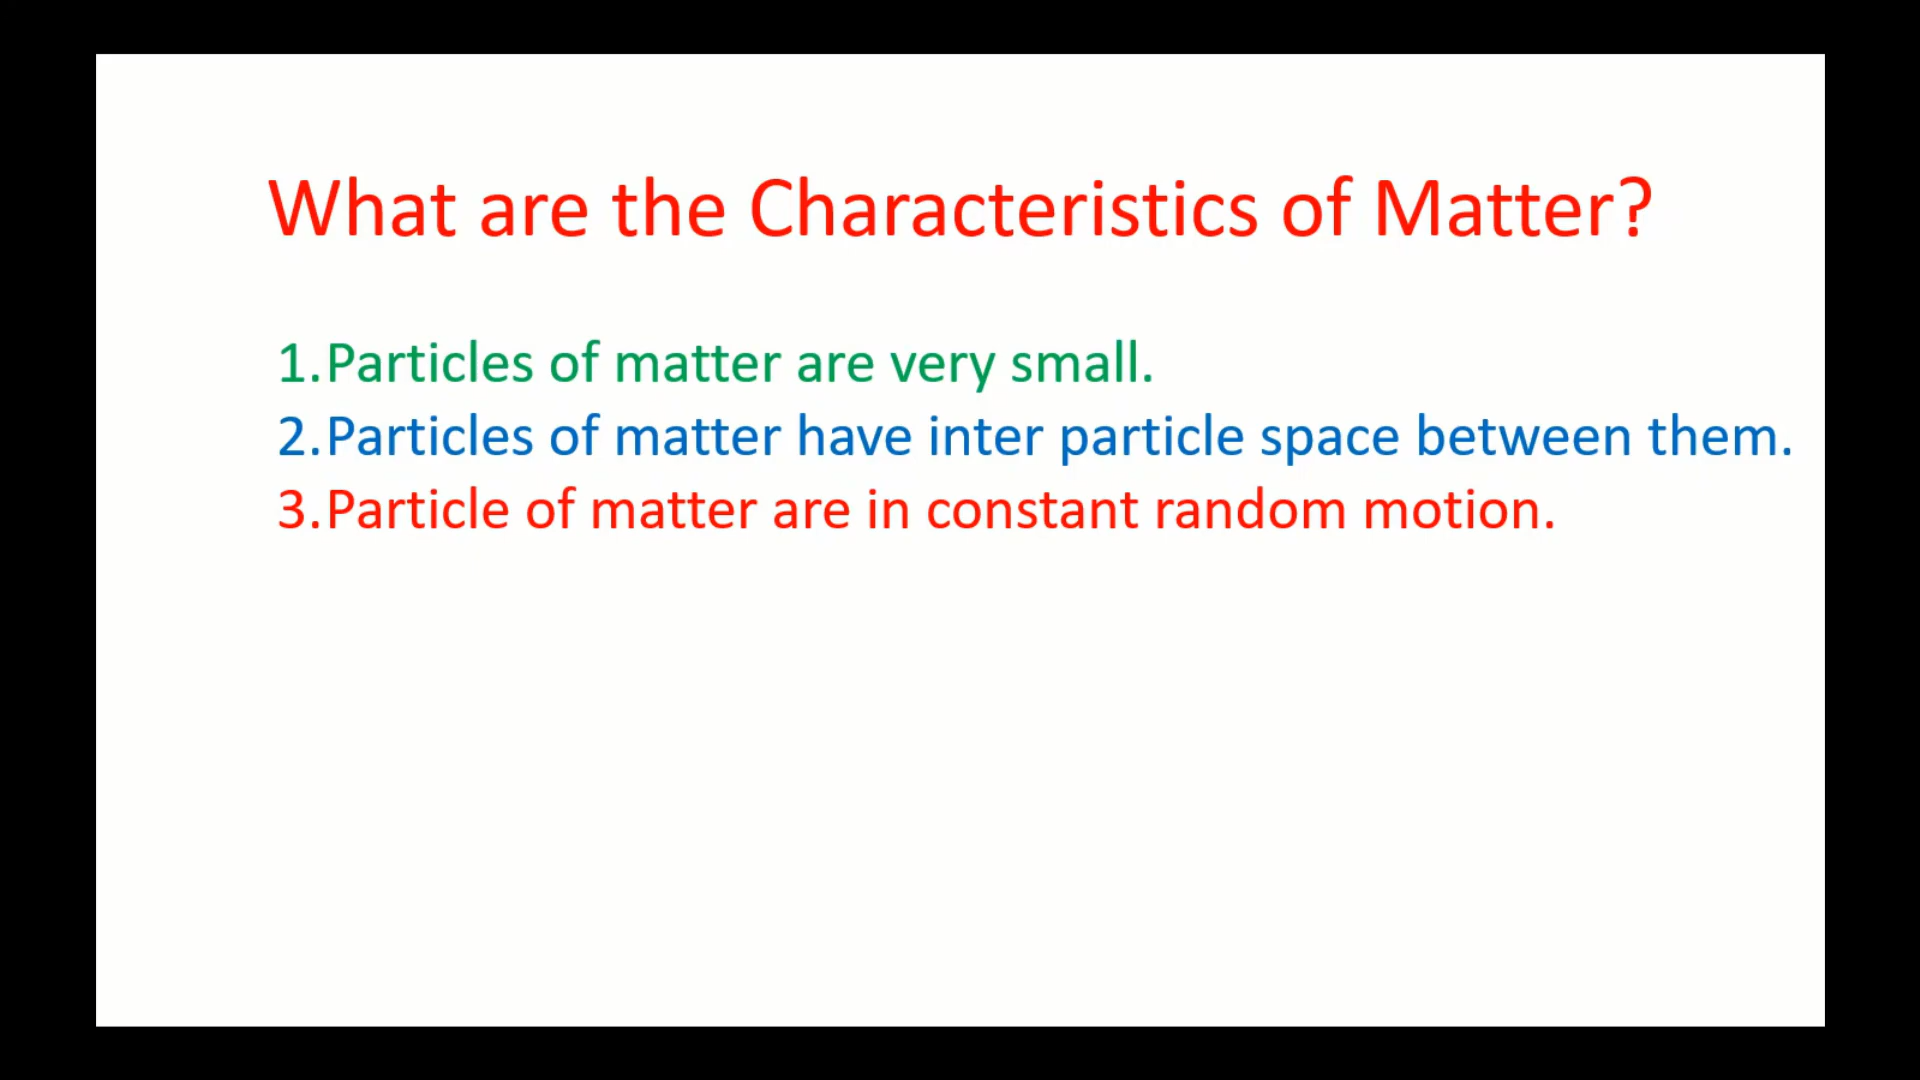 What are the Characteristics of Matter?
1.Particles of matter are very small.
2.Particles of matter have inter particle space between them.
3.Particle of matter are in constant random motion.